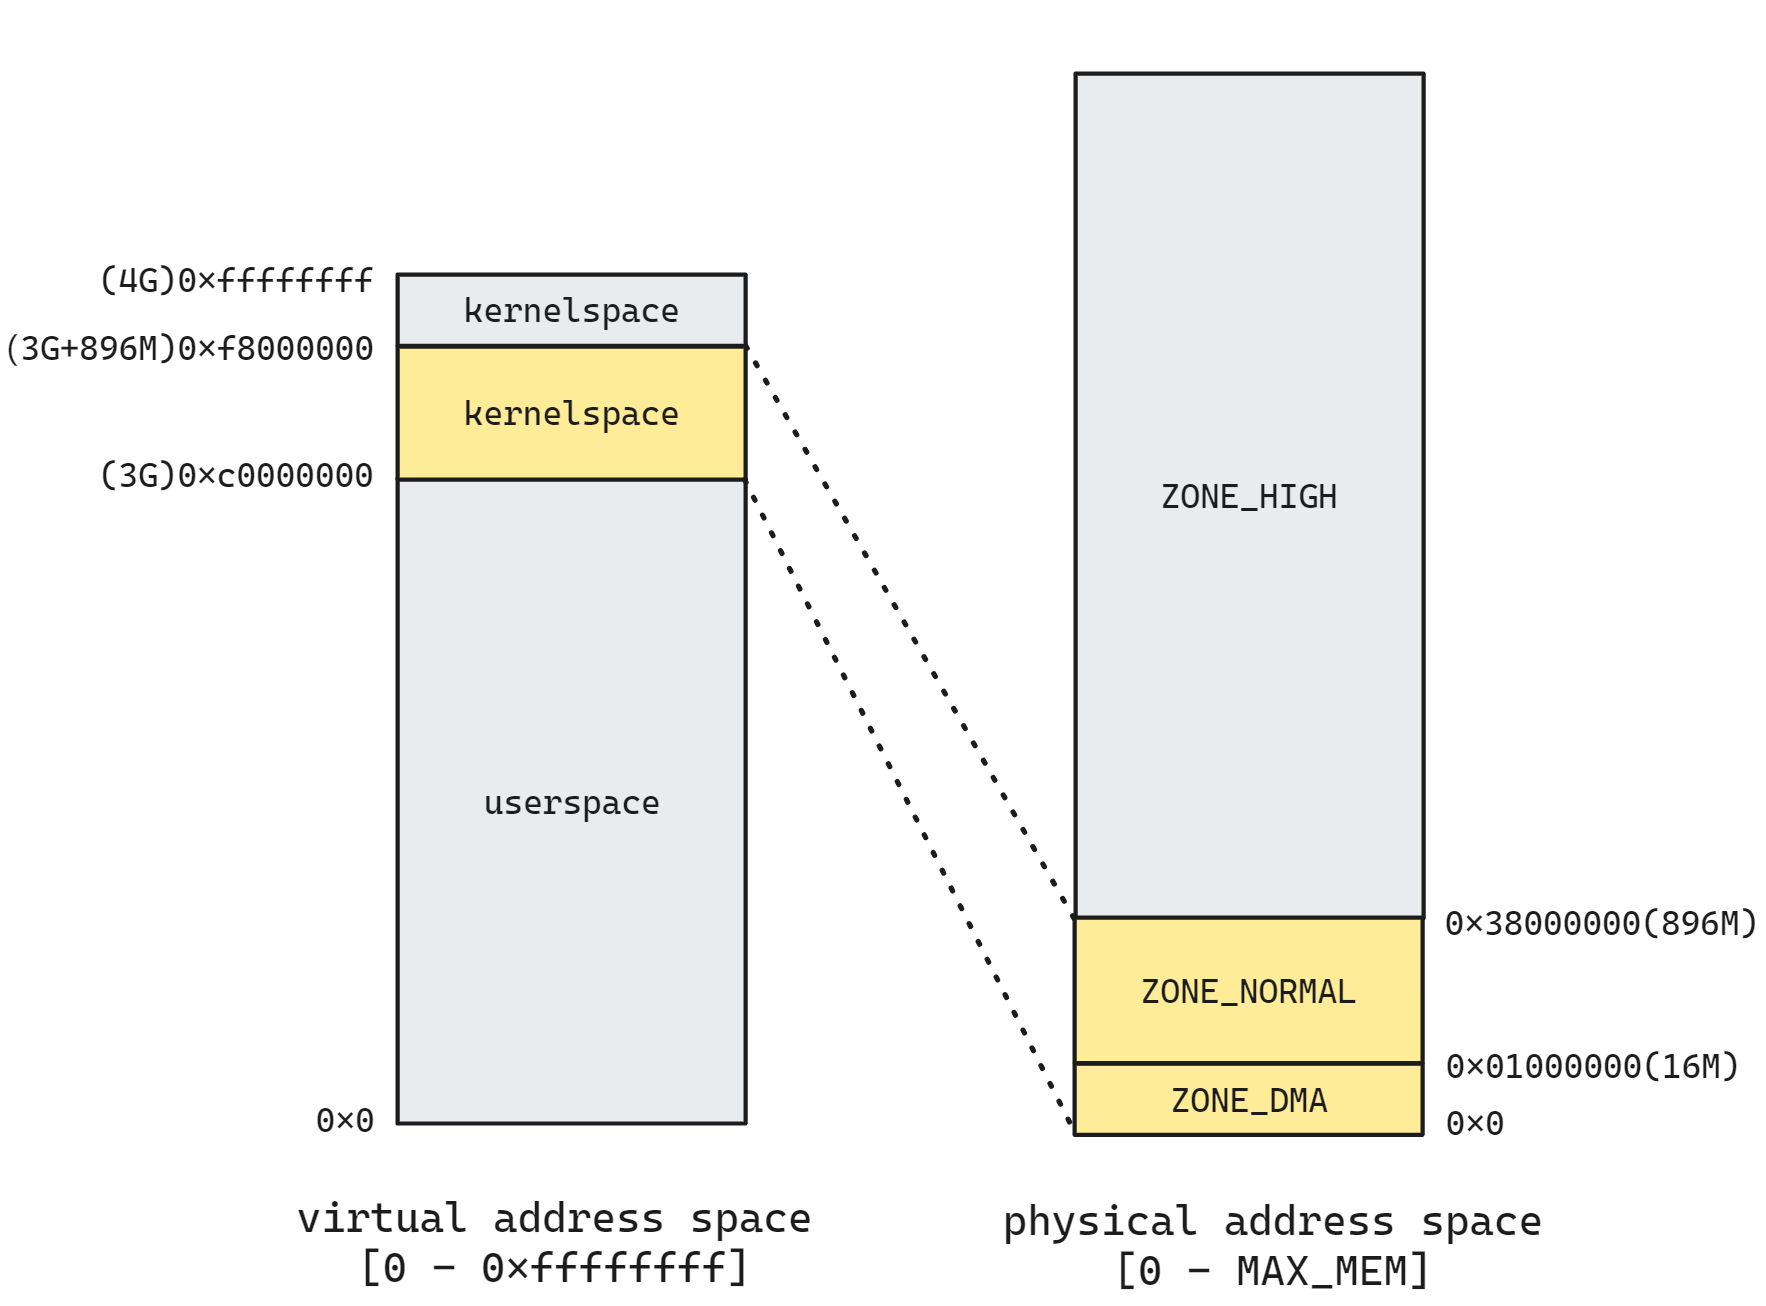 (4G)0×ffffffff
kernelspace
(3G+896M)0×f8000000
kernelspace
(3G)0×c0000000
userspace
0×0
virtual address space
[0 - 0×ffffffff]
ZONE_HIGH
0×38000000(896M)
ZONE_NORMAL
0×01000000(16M)
ZONE_DMA
0×0
physical address space
[0 - MAX_MEM]